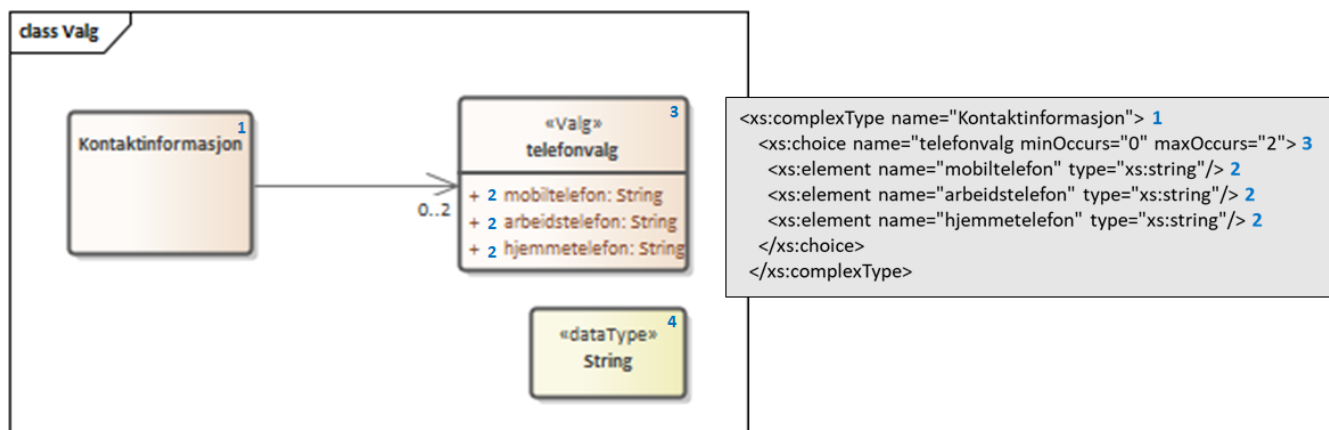 class Valg
Kontaktinformasjon 1
0..2
«Valg» 3
telefonvalg
+ 2 mobiltelefon: String
+ 2 arbeidstelefon: String
+ 2 hjemmetelefon: String
«dataType» 4
String
<xs:complexType name="Kontaktinformasjon"> 1
<xs:choice name="telefonvalg minOccurs="0" maxOccurs="2"> 3
<xs:element name="mobiltelefon" type="xs:string"/> 2
<xs:element name="arbeidstelefon" type="xs:string"/> 2
<xs:element name="hjemmetelefon" type="xs:string"/> 2
</xs:choice>
</xs:complexType>